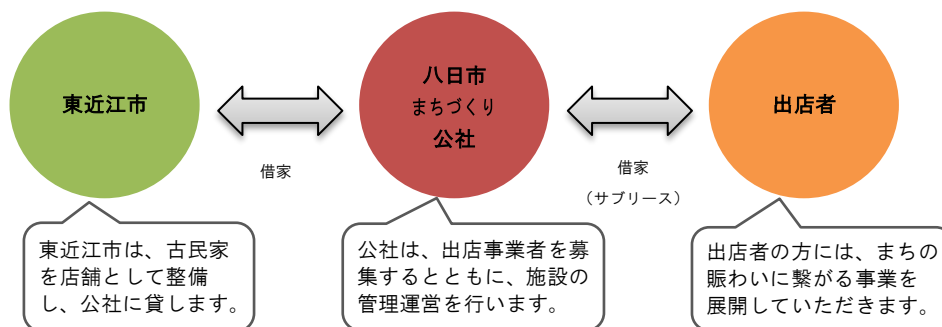 東近江市
八日市
まちづくり
公社
出店者
借家
借家
（サブリース）
東近江市は、古民家
を店舗として整備
し、公社に貸します。
公社は、出店事業者を募
集するとともに、施設の
管理運営を行います。
出店者の方には、まちの
賑わいに繋がる事業を
展開していただきます。